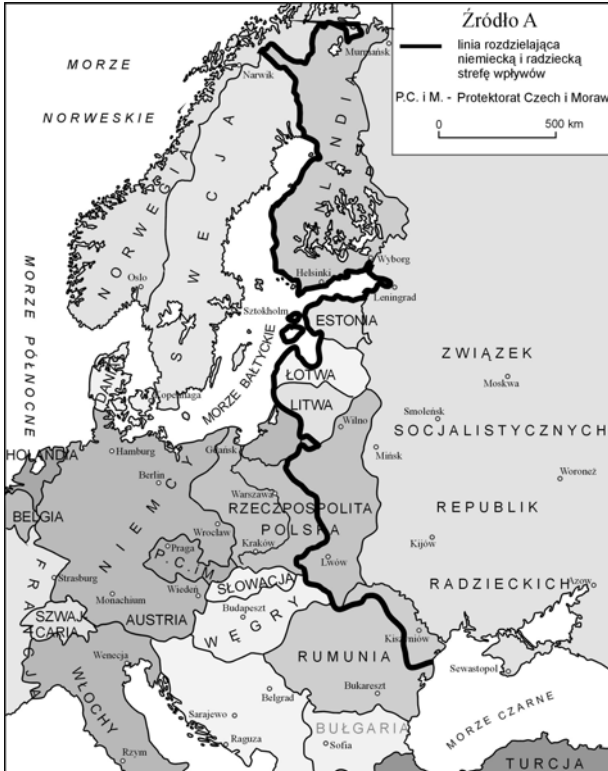 Źródło A
linia rozdzielająca
niemiecką i radziecką
strefę wpływów
P.C. i M. - Protektorat Czech i Moraw
0 500 km
MORZE
NORWESKIE
Murmańsk
Narwik
FINLANDIA
NORWEGIA
SZWECJA
Oslo
Helsinki
Wyborg
Leningrad
Sztokholm
ESTONIA
MORZE PÓŁNOCNE
MORZE BAŁTYCKIE
DANIA
Kopenhaga
ŁOTWA
LITWA
ZWIĄZEK
Moskwa
Smoleńsk
SOCJALISTYCZNYCH
Wilno
Mińsk
Woroneż
HOLANDIA
Hamburg
Gdańsk
Berlin
NIEMCY
Warszawa
RZECZPOSPOLITA
POLSKA
REPUBLIK
BELGIA
Wrocław
Kraków
Praga
P.C.IM.
Lwów
Kijów
RADZIECKICH
Azow
FRANCJA
Strasburg
Monachium
Wiedeń
SŁOWACJA
AUSTRIA
Budapeszt
WĘGRY
SZWAJ
CARIA
Kiszyniów
RUMUNIA
Wenecja
WŁOCHY
Belgrad
Bukareszt
Sewastopol
Sarajewo
Raguza
BUŁGARIA
Sofia
Rzym
MORZE CZARNE
TURCJA